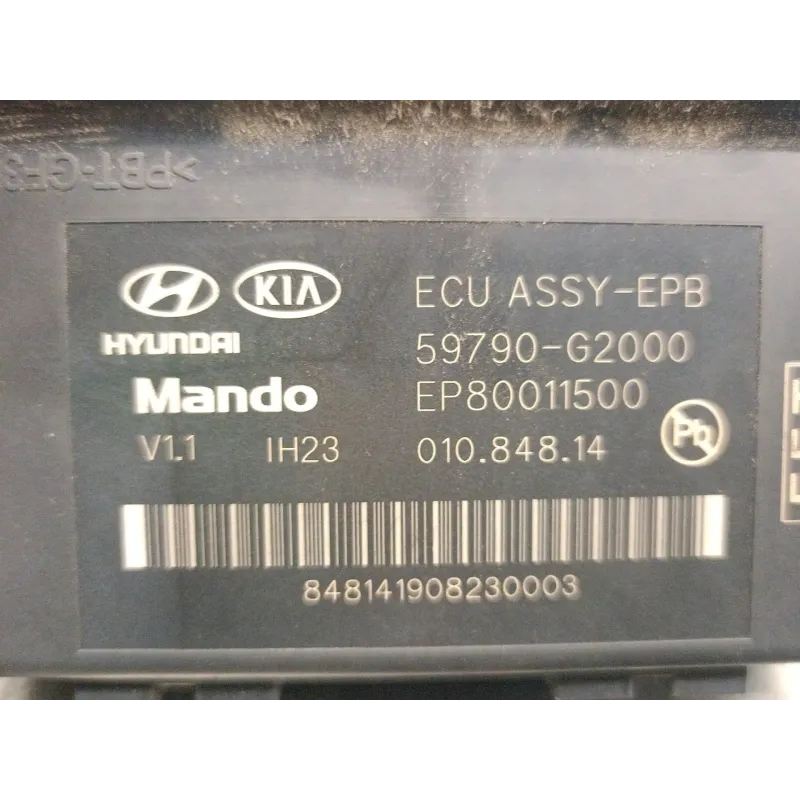 >PBT-GF3
KIA ECU ASSY-EPB
HYUNDAI 59790-G2000
Mando EP80011500
V1.1 IH23 010.848.14 Pb
848141908230003